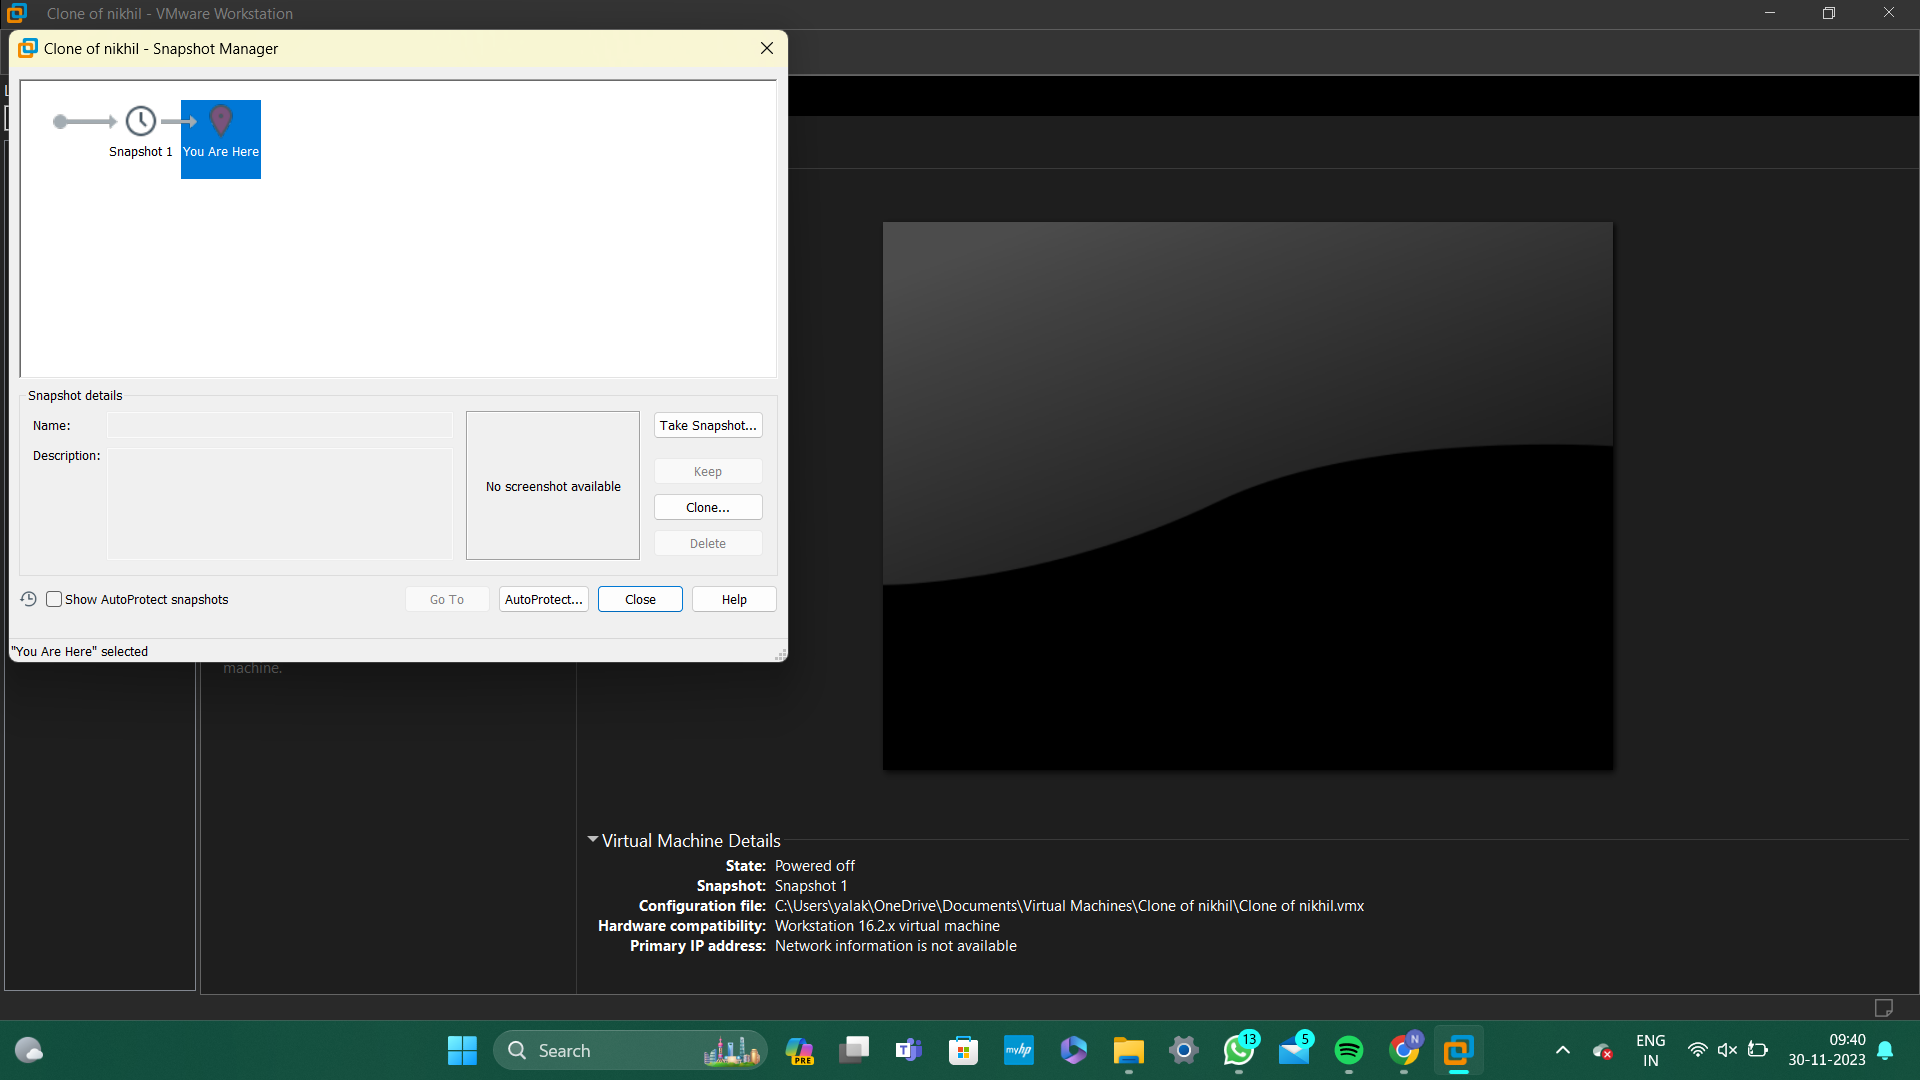 Clone of nikhil - VMware Workstation
Clone of nikhil - Snapshot Manager
Snapshot 1
You Are Here
Snapshot details
Name:
Take Snapshot...
Description:
Keep
No screenshot available
Clone...
Delete
Show AutoProtect snapshots
Go To
AutoProtect...
Close
Help
"You Are Here" selected
machine.
Virtual Machine Details
State: Powered off
Snapshot: Snapshot 1
Configuration file: C:\Users\yalak\OneDrive\Documents\Virtual Machines\Clone of nikhil\Clone of nikhil.vmx
Hardware compatibility: Workstation 16.2.x virtual machine
Primary IP address: Network information is not available
Search
PRE
myhp
13
5
N
ENG
IN
09:40
30-11-2023